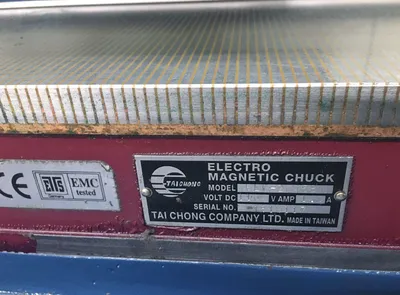 CE
BTS
EMC
tested
TAICHONG
ELECTRO
MAGNETIC CHUCK
MODEL
VOLT DC V AMP A
SERIAL NO.
TAI CHONG COMPANY LTD. MADE IN TAIWAN